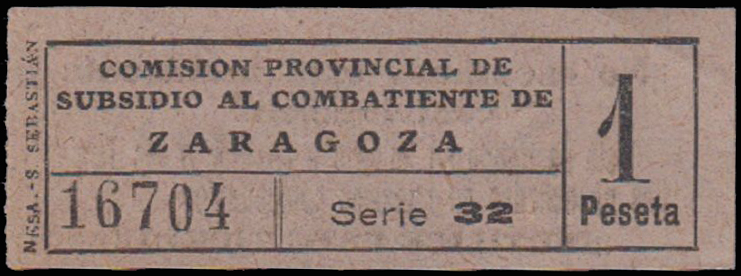 COMISION PROVINCIAL DE
SUBSIDIO AL COMBATIENTE DE
ZARAGOZA
16704 Serie 32
1
Peseta
NESA.-S. SEBASTIÁN